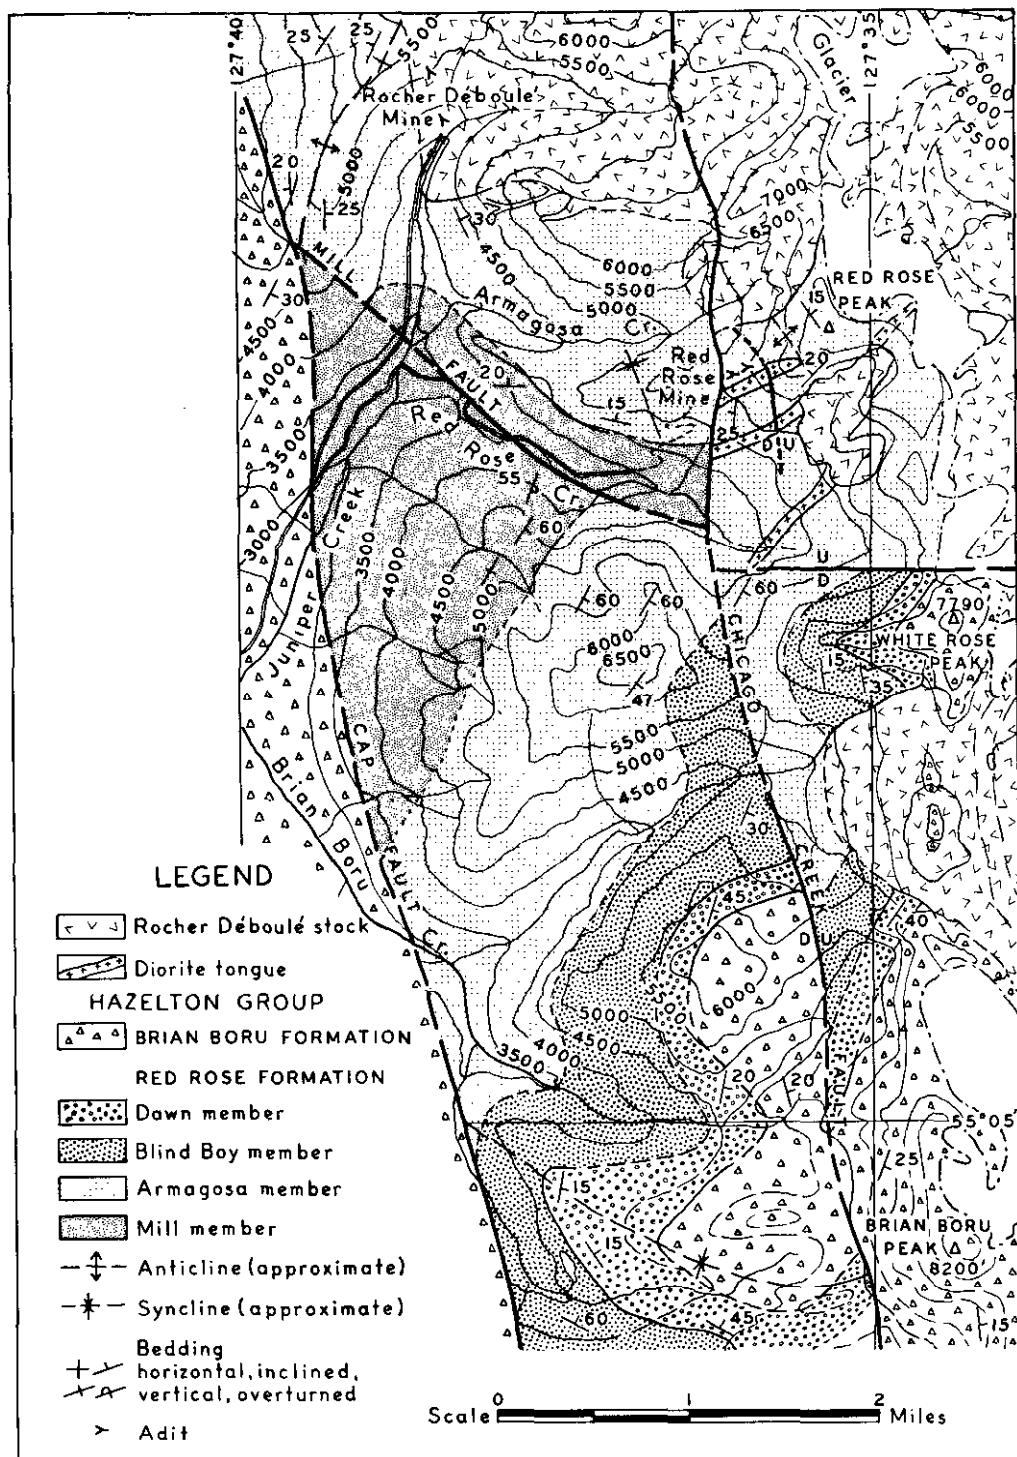 127°40'
25
25
5500
6000
5500
Glacier
127°35'
6000
6000
5500
Rocher Déboulé
Mine
20
5000
25
30
7000
6500
4500
MILL
6000
5500
5000
Armagosa Cr.
RED ROSE
PEAK
15
30
4500
4000
3500
3000
FAULT
20
Red
Rose
Mine
20
15
25
D U
Red Rose Cr.
55
60
Juniper Creek
3500
4000
4500
5000
60
60
6000
6500
47
U
D
60
7790
WHITE ROSE
PEAK
15
35
CHICAGO CREEK FAULT
5500
5000
4500
30
CAP FAULT
Brian Boru Cr.
45
40
D U
5500
6000
5000
4500
4000
3500
20
20
55°05'
25
15
15
BRIAN BORU
PEAK
8200'
60
45
15
LEGEND
Rocher Déboulé stock
Diorite tongue
HAZELTON GROUP
BRIAN BORU FORMATION
RED ROSE FORMATION
Dawn member
Blind Boy member
Armagosa member
Mill member
Anticline (approximate)
Syncline (approximate)
Bedding
horizontal, inclined,
vertical, overturned
Adit
0 1 2
Scale Miles